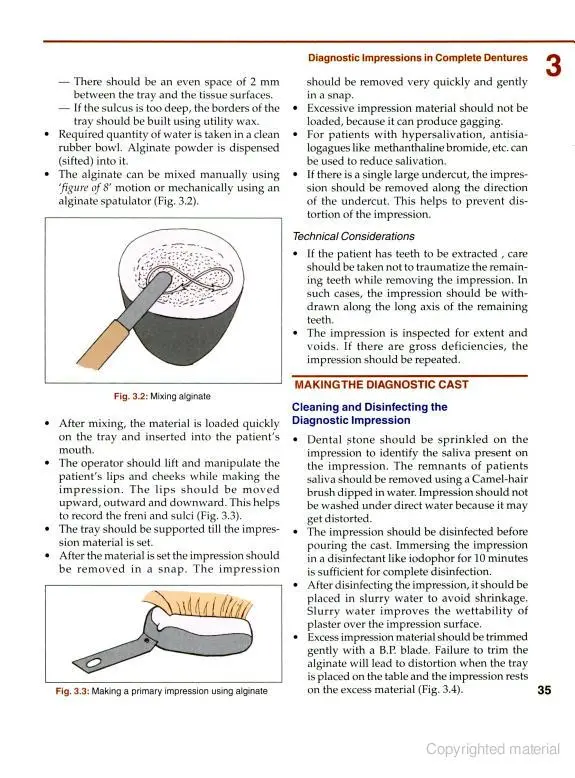 Diagnostic Impressions in Complete Dentures
3
— There should be an even space of 2 mm
between the tray and the tissue surfaces.
— If the sulcus is too deep, the borders of the
tray should be built using utility wax.
• Required quantity of water is taken in a clean
rubber bowl. Alginate powder is dispensed
(sifted) into it.
• The alginate can be mixed manually using
'figure of 8' motion or mechanically using an
alginate spatulator (Fig. 3.2).
Fig. 3.2: Mixing alginate
• After mixing, the material is loaded quickly
on the tray and inserted into the patient's
mouth.
• The operator should lift and manipulate the
patient's lips and cheeks while making the
impression. The lips should be moved
upward, outward and downward. This helps
to record the freni and sulci (Fig. 3.3).
• The tray should be supported till the impres-
sion material is set.
• After the material is set the impression should
be removed in a snap. The impression
Fig. 3.3: Making a primary impression using alginate
should be removed very quickly and gently
in a snap.
• Excessive impression material should not be
loaded, because it can produce gagging.
• For patients with hypersalivation, antisia-
logagues like methanthaline bromide, etc. can
be used to reduce salivation.
• If there is a single large undercut, the impres-
sion should be removed along the direction
of the undercut. This helps to prevent dis-
tortion of the impression.
Technical Considerations
• If the patient has teeth to be extracted , care
should be taken not to traumatize the remain-
ing teeth while removing the impression. In
such cases, the impression should be with-
drawn along the long axis of the remaining
teeth.
• The impression is inspected for extent and
voids. If there are gross deficiencies, the
impression should be repeated.
MAKING THE DIAGNOSTIC CAST
Cleaning and Disinfecting the
Diagnostic Impression
• Dental stone should be sprinkled on the
impression to identify the saliva present on
the impression. The remnants of patients
saliva should be removed using a Camel-hair
brush dipped in water. Impression should not
be washed under direct water because it may
get distorted.
• The impression should be disinfected before
pouring the cast. Immersing the impression
in a disinfectant like iodophor for 10 minutes
is sufficient for complete disinfection.
• After disinfecting the impression, it should be
placed in slurry water to avoid shrinkage.
Slurry water improves the wettability of
plaster over the impression surface.
• Excess impression material should be trimmed
gently with a B.P. blade. Failure to trim the
alginate will lead to distortion when the tray
is placed on the table and the impression rests
on the excess material (Fig. 3.4).
35
Copyrighted material